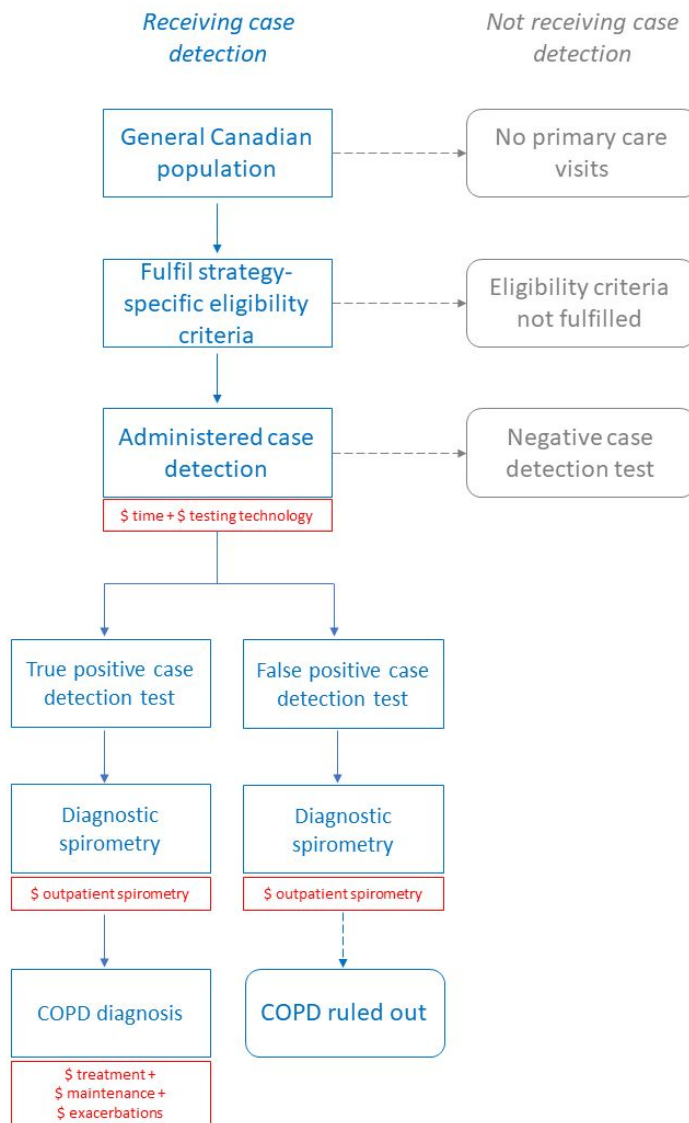 Receiving case
detection
Not receiving case
detection
General Canadian
population
No primary care
visits
Fulfil strategy-
specific eligibility
criteria
Eligibility criteria
not fulfilled
Administered case
detection
Negative case
detection test
$ time + $ testing technology
True positive case
detection test
False positive case
detection test
Diagnostic
spirometry
Diagnostic
spirometry
$ outpatient spirometry
$ outpatient spirometry
COPD diagnosis
COPD ruled out
$ treatment +
$ maintenance +
$ exacerbations